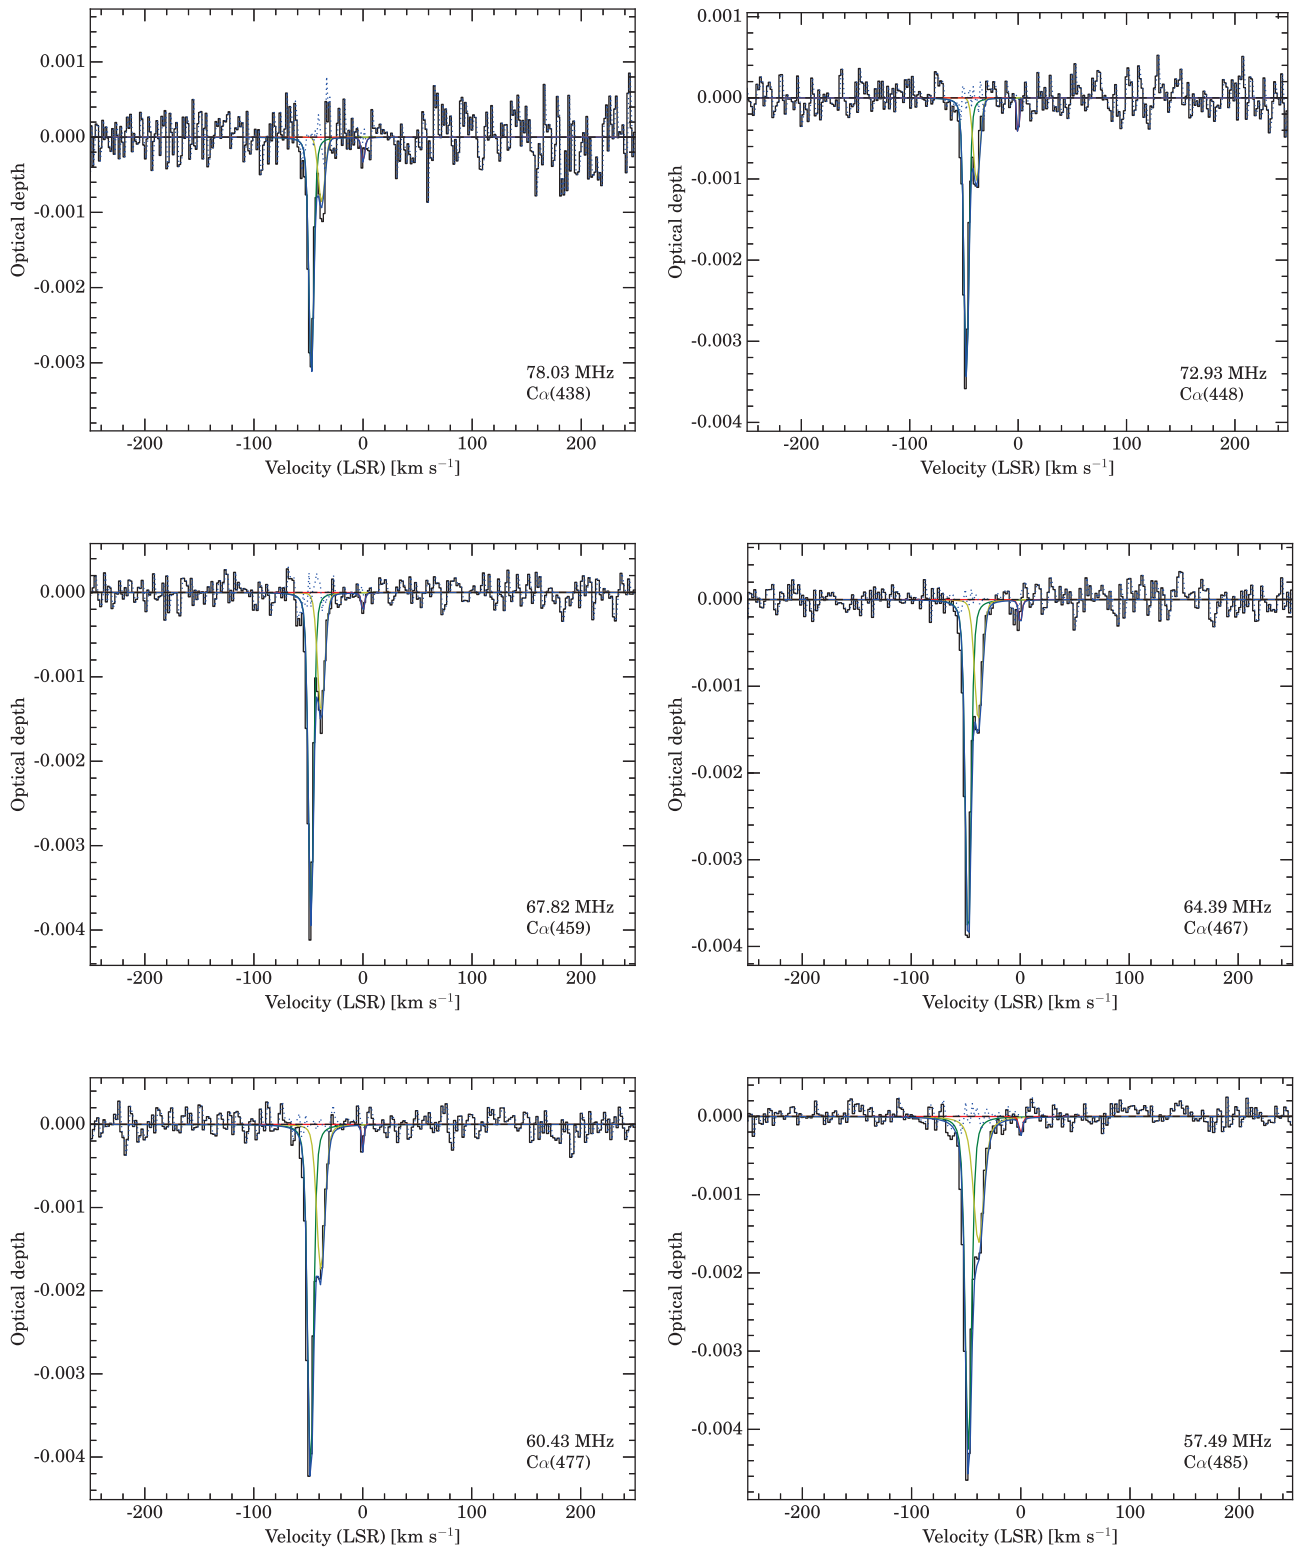 0.001
0.000
-0.001
-0.002
-0.003
Optical depth
78.03 MHz
Cα(438)
-200 -100 0 100 200
Velocity (LSR) [km s⁻¹]
0.001
0.000
-0.001
-0.002
-0.003
-0.004
Optical depth
72.93 MHz
Cα(448)
-200 -100 0 100 200
Velocity (LSR) [km s⁻¹]
0.000
-0.001
-0.002
-0.003
-0.004
Optical depth
67.82 MHz
Cα(459)
-200 -100 0 100 200
Velocity (LSR) [km s⁻¹]
0.000
-0.001
-0.002
-0.003
-0.004
Optical depth
64.39 MHz
Cα(467)
-200 -100 0 100 200
Velocity (LSR) [km s⁻¹]
0.000
-0.001
-0.002
-0.003
-0.004
Optical depth
60.43 MHz
Cα(477)
-200 -100 0 100 200
Velocity (LSR) [km s⁻¹]
0.000
-0.001
-0.002
-0.003
-0.004
Optical depth
57.49 MHz
Cα(485)
-200 -100 0 100 200
Velocity (LSR) [km s⁻¹]